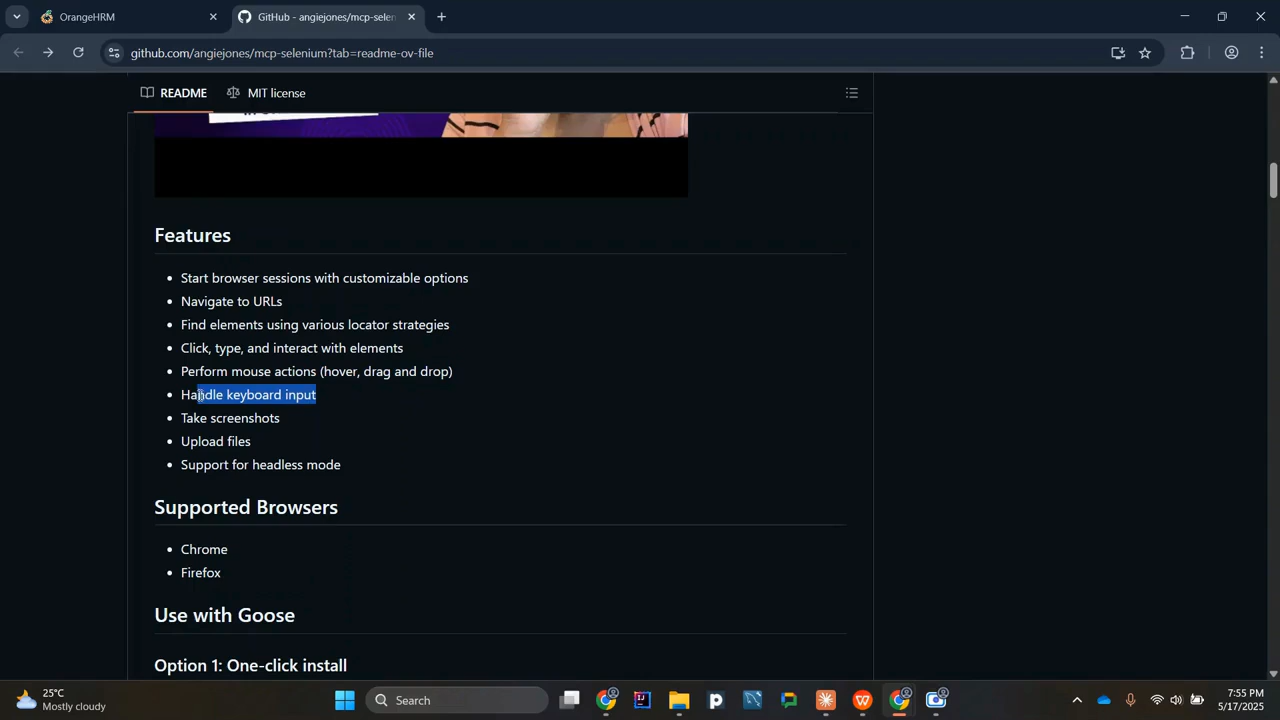 OrangeHRM
GitHub - angiejones/mcp-selen
github.com/angiejones/mcp-selenium?tab=readme-ov-file
README
MIT license
Features
Start browser sessions with customizable options
Navigate to URLs
Find elements using various locator strategies
Click, type, and interact with elements
Perform mouse actions (hover, drag and drop)
Handle keyboard input
Take screenshots
Upload files
Support for headless mode
Supported Browsers
Chrome
Firefox
Use with Goose
Option 1: One-click install
25°C
Mostly cloudy
Search
7:55 PM
5/17/2025